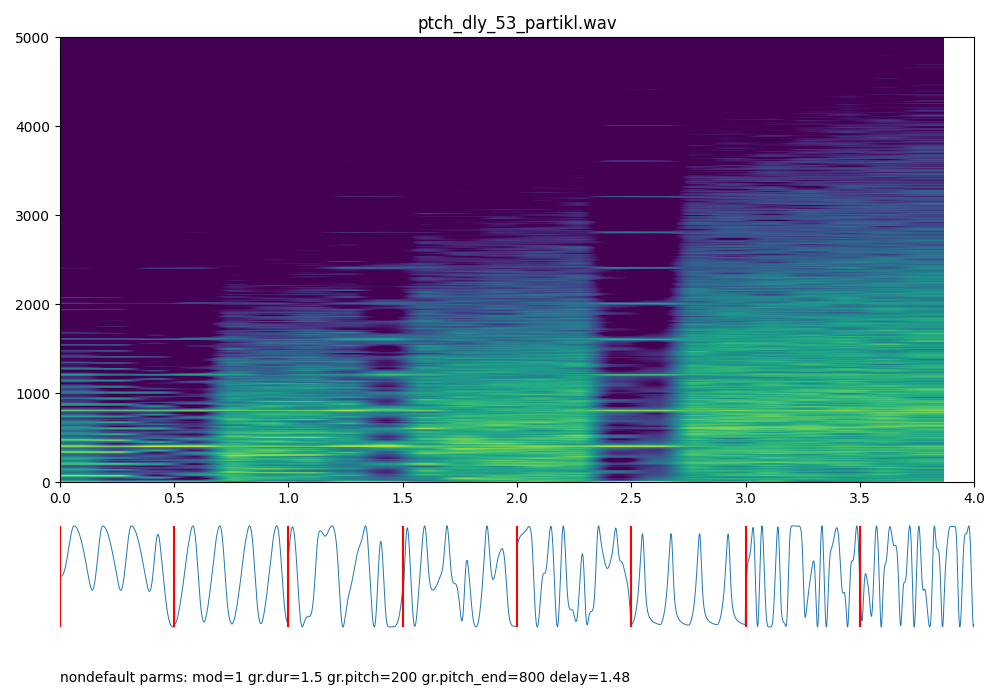 ptch_dly_53_partikl.wav
5000
4000
3000
2000
1000
0
0.0 0.5 1.0 1.5 2.0 2.5 3.0 3.5 4.0
nondefault parms: mod=1 gr.dur=1.5 gr.pitch=200 gr.pitch_end=800 delay=1.48